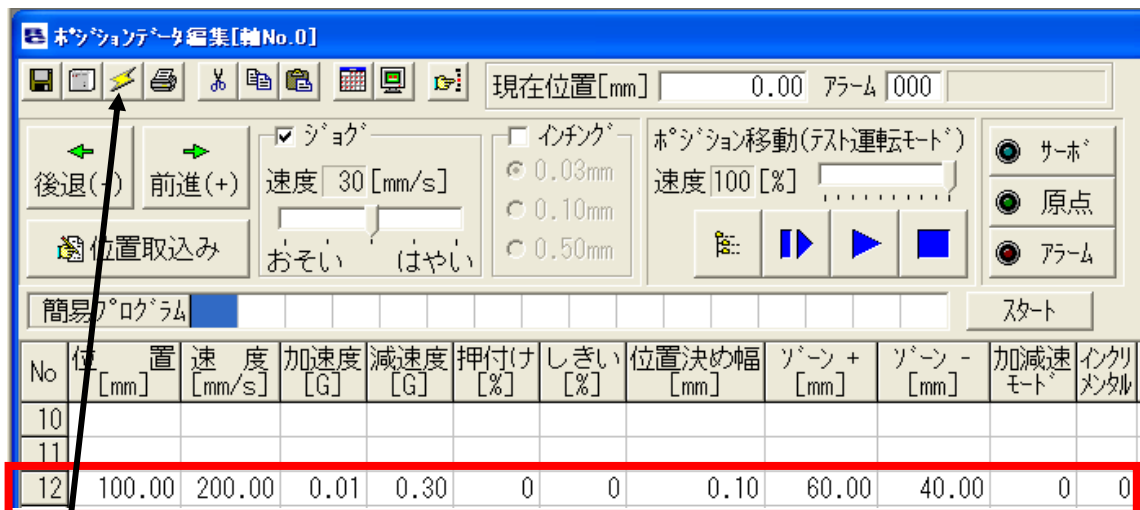 ﾎﾟｼﾞｼｮﾝﾃﾞｰﾀ編集[軸No.0]
現在位置[mm] 0.00 ｱﾗｰﾑ 000
後退(-) 前進(+)
位置取込み
ｼﾞｮｸﾞ
速度 30 [mm/s]
おそい はやい
ｲﾝﾁﾝｸﾞ
0.03mm
0.10mm
0.50mm
ﾎﾟｼﾞｼｮﾝ移動(ﾃｽﾄ運転ﾓｰﾄﾞ)
速度 100 [%]
ｻｰﾎﾞ
原点
ｱﾗｰﾑ
簡易ﾌﾟﾛｸﾞﾗﾑ ｽﾀｰﾄ
No 位置[mm] 速度[mm/s] 加速度[G] 減速度[G] 押付け[%] しきい[%] 位置決め幅[mm] ｿﾞｰﾝ +[mm] ｿﾞｰﾝ -[mm] 加減速ﾓｰﾄﾞ ｲﾝｸﾘﾒﾝﾀﾙ
10
11
12 100.00 200.00 0.01 0.30 0 0 0.10 60.00 40.00 0 0